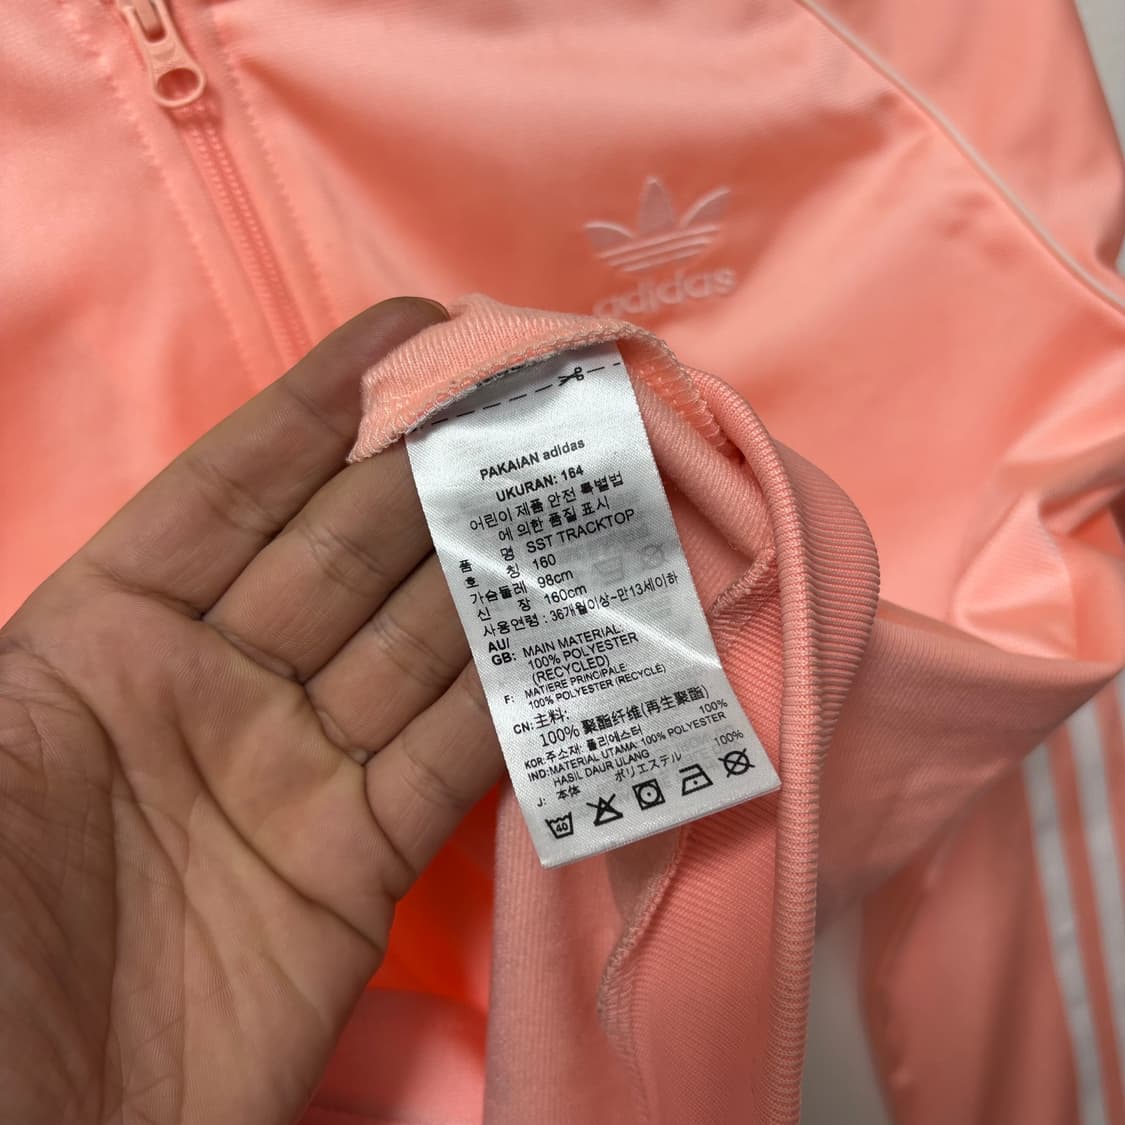 adidas
PAKAIAN adidas
UKURAN: 164
어린이 제품 안전 특별법
에 의한 품질 표시
품 명 SST TRACKTOP
호 칭 160
가슴둘레 98cm
신 장 160cm
사용연령 : 36개월이상~만13세이하
AU/
GB: MAIN MATERIAL:
100% POLYESTER
(RECYCLED)
F: MATIERE PRINCIPALE
100% POLYESTER (RECYCLÉ)
CN: 主料:
100% 聚酯纤维(再生聚酯)
KOR: 주소재: 폴리에스터 100%
IND: MATERIAL UTAMA: 100% POLYESTER
HASIL DAUR ULANG
J: 本体 ポリエステル 100%
40